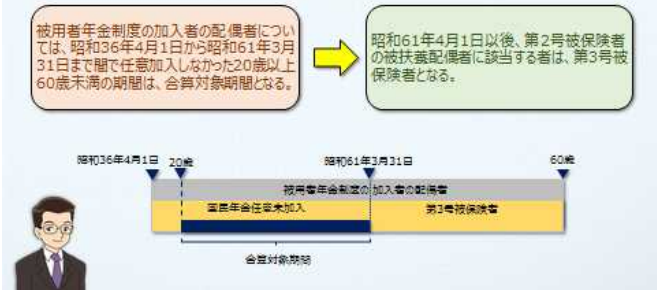 被用者年金制度の加入者の配偶者につい
ては、昭和36年4月1日から昭和61年3月
31日まで間で任意加入しなかった20歳以上
60歳未満の期間は、合算対象期間となる。
昭和61年4月1日以後、第2号被保険者
の被扶養配偶者に該当する者は、第3号被
保険者となる。
昭和36年4月1日
20歳
昭和61年3月31日
60歳
被用者年金制度の加入者の配偶者
国民年金任意未加入
第3号被保険者
合算対象期間